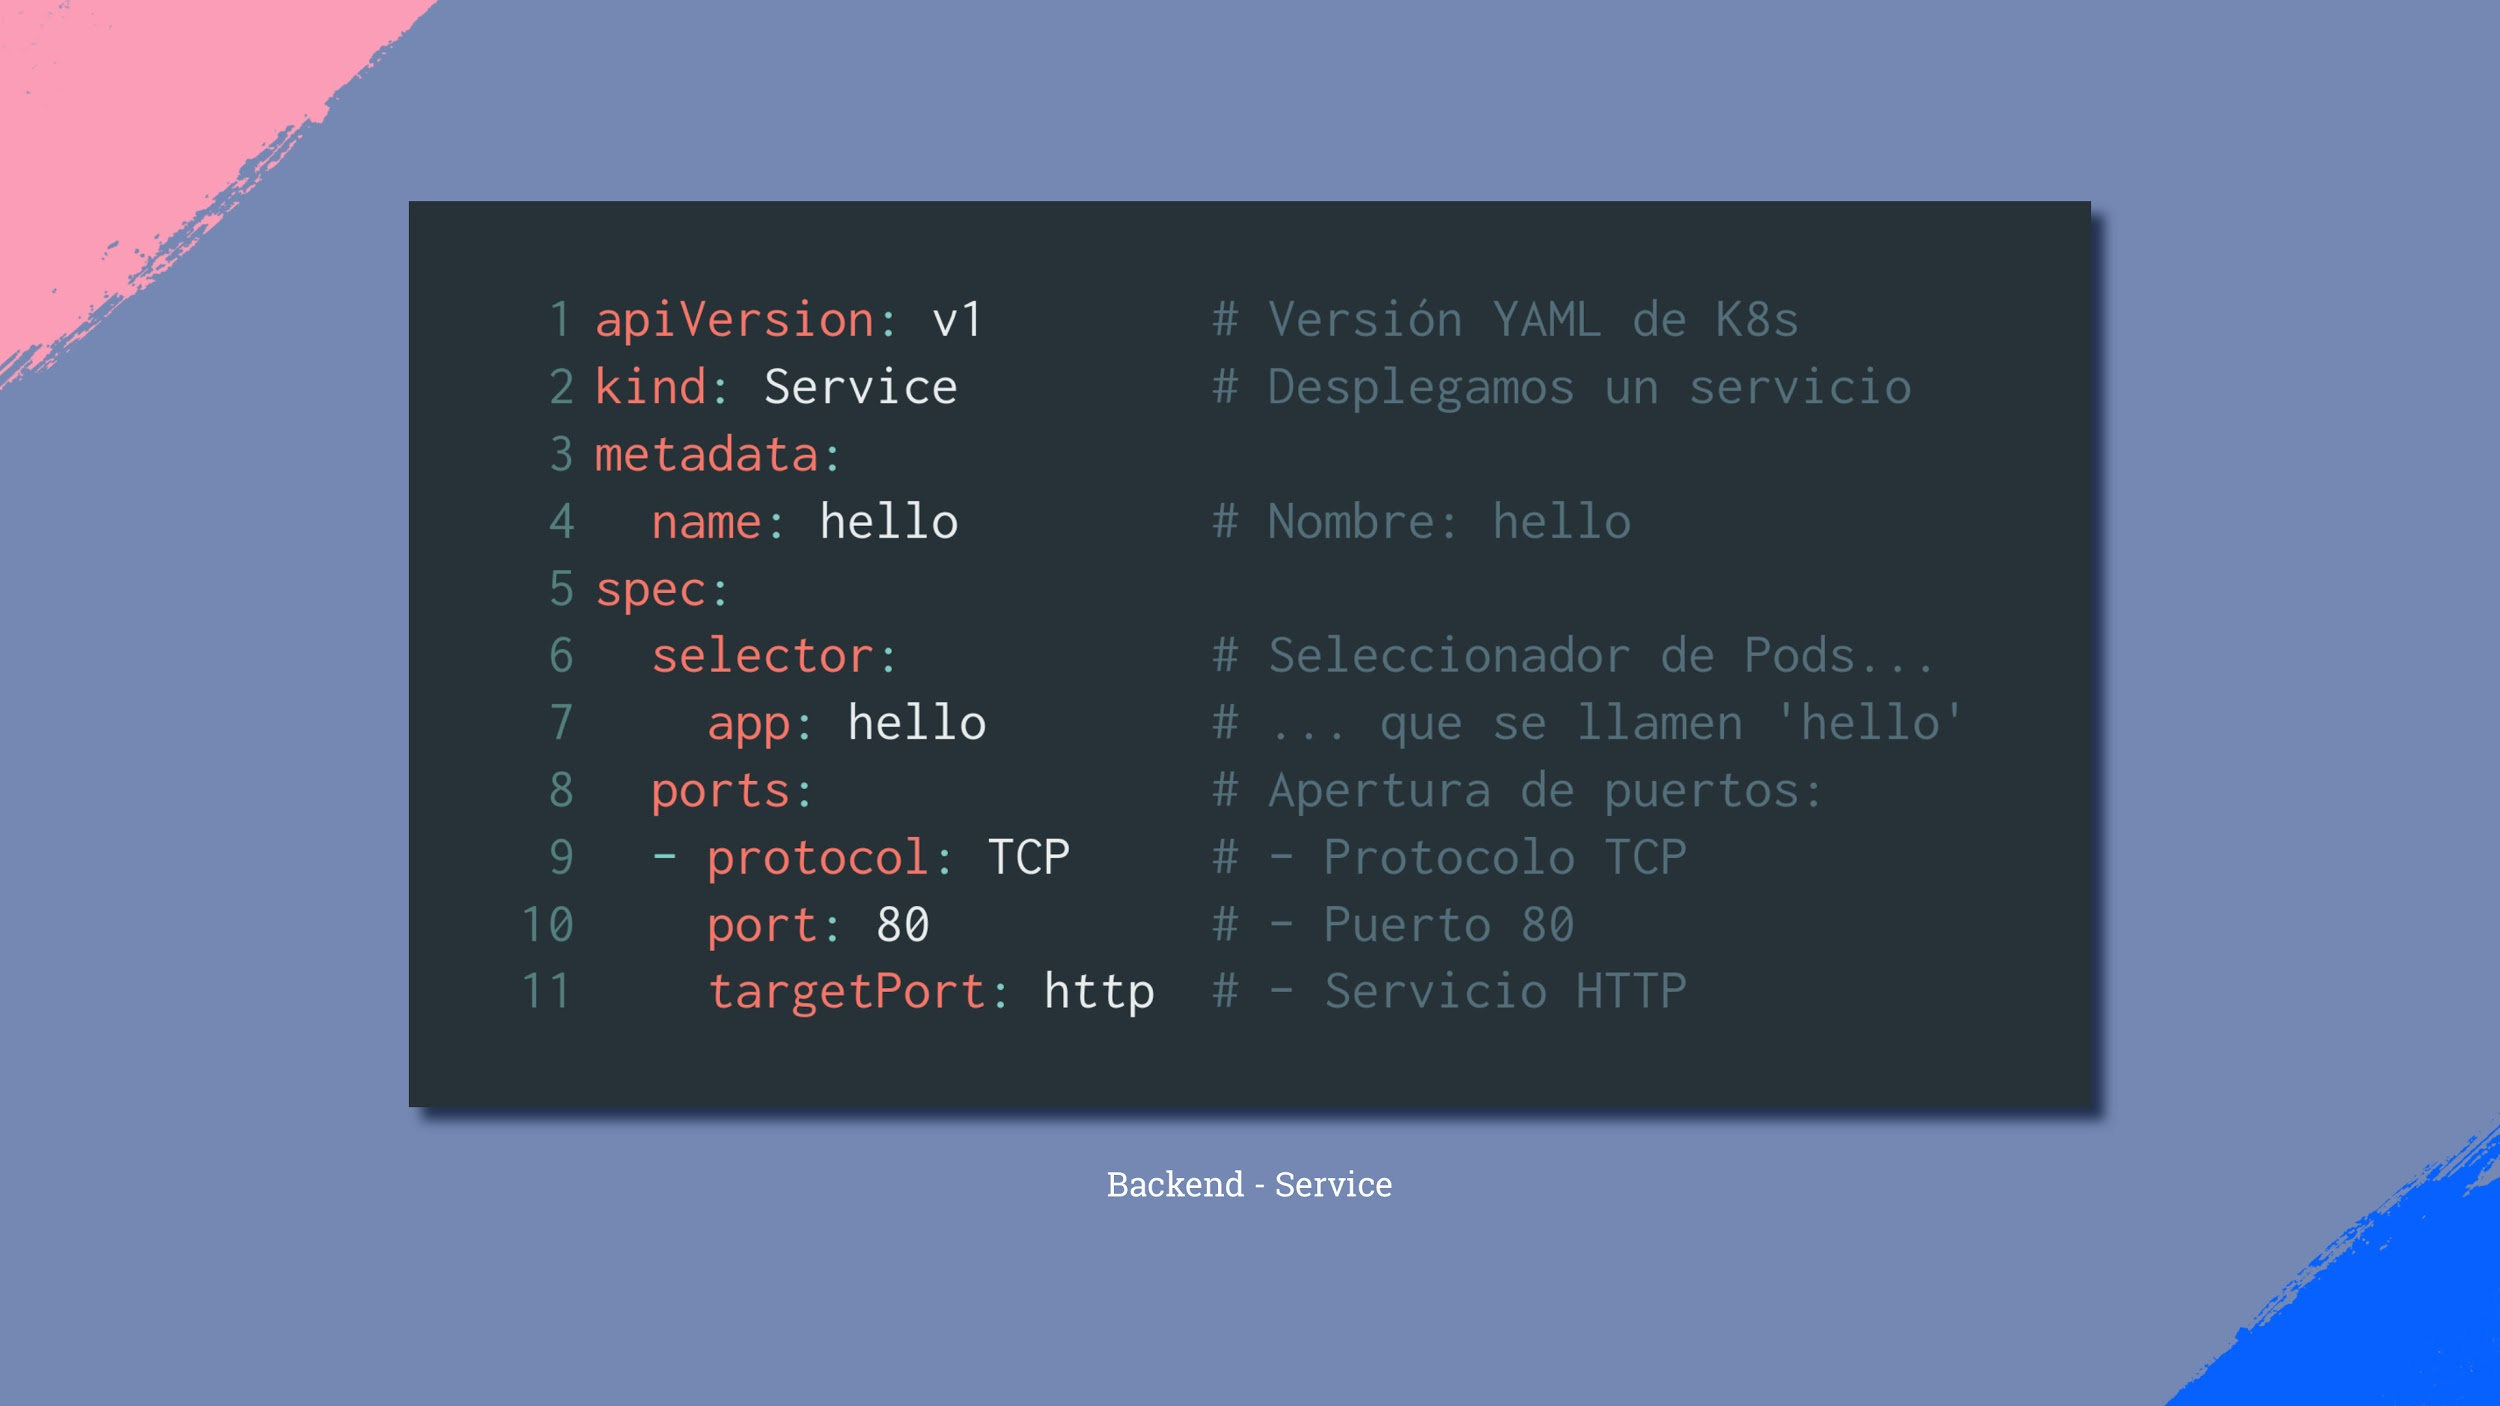 1 apiVersion: v1 # Versión YAML de K8s
2 kind: Service # Desplegamos un servicio
3 metadata:
4 name: hello # Nombre: hello
5 spec:
6 selector: # Seleccionador de Pods...
7 app: hello # ... que se llamen 'hello'
8 ports: # Apertura de puertos:
9 - protocol: TCP # - Protocolo TCP
10 port: 80 # - Puerto 80
11 targetPort: http # - Servicio HTTP
Backend - Service